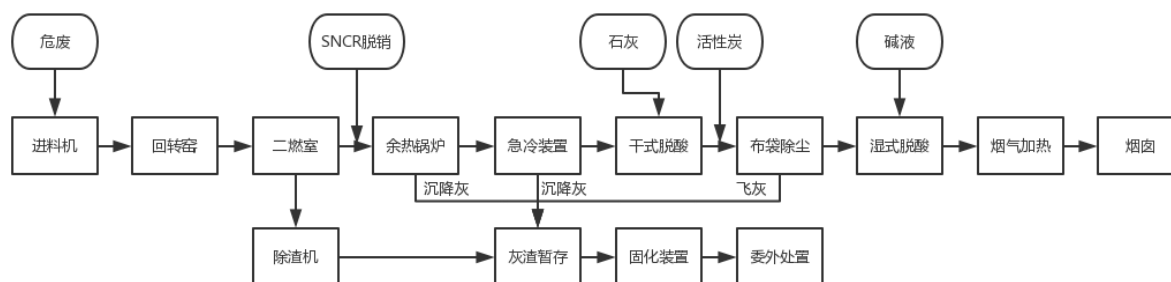 危废
SNCR脱销
石灰
活性炭
碱液
进料机
回转窑
二燃室
余热锅炉
急冷装置
干式脱酸
布袋除尘
湿式脱酸
烟气加热
烟囱
沉降灰
沉降灰
飞灰
除渣机
灰渣暂存
固化装置
委外处置